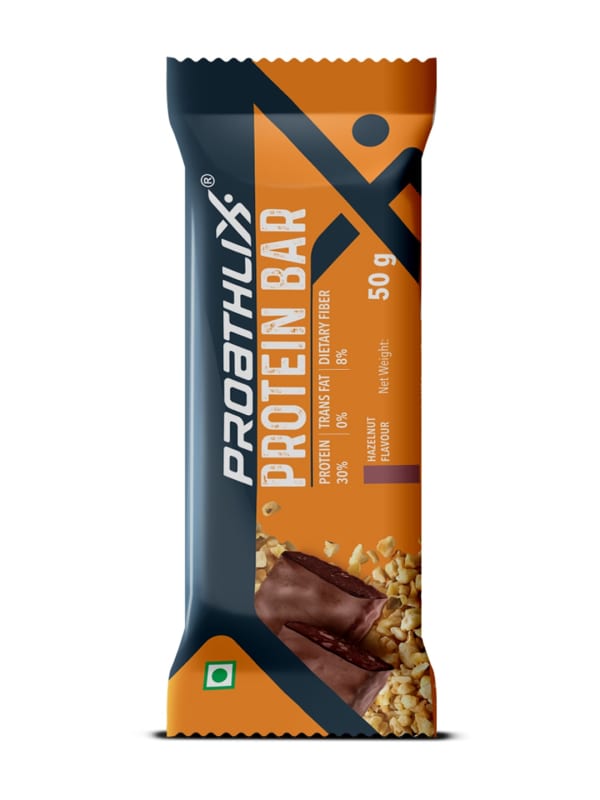 PROATHLIX®
PROTEIN BAR
PROTEIN
30%
TRANS FAT
0%
DIETARY FIBER
8%
HAZELNUT
FLAVOUR
Net Weight:
50 g